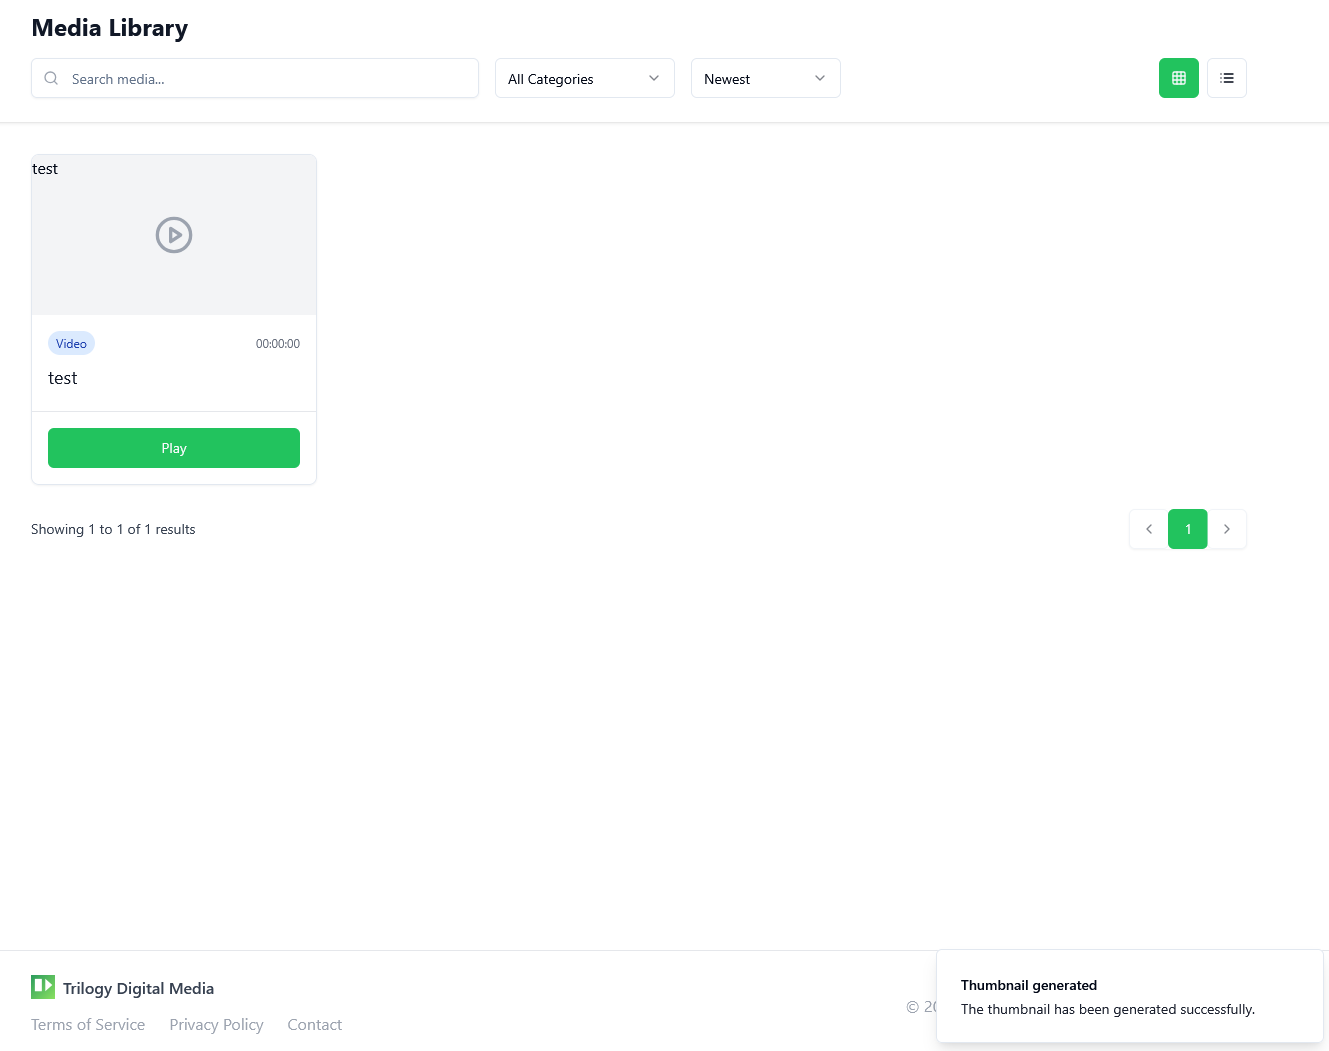 Media Library
Search media...
All Categories
Newest
test
Video
00:00:00
test
Play
Showing 1 to 1 of 1 results
1
Trilogy Digital Media
Terms of Service
Privacy Policy
Contact
©
Thumbnail generated
The thumbnail has been generated successfully.